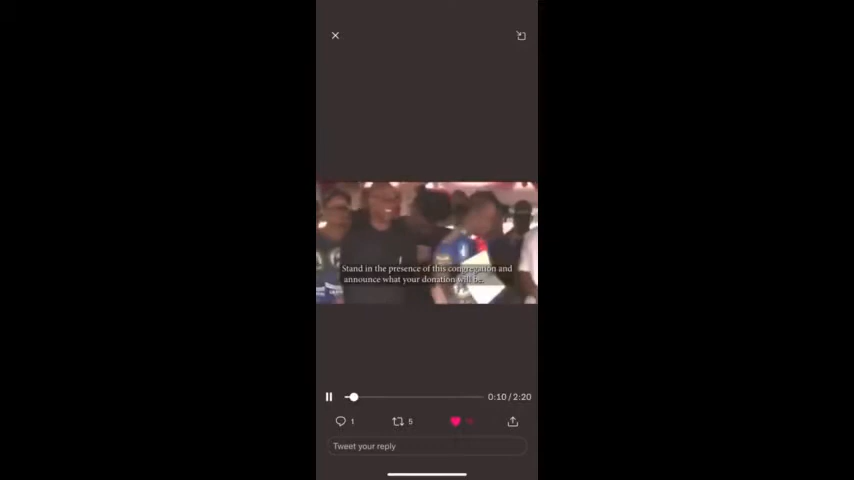 Stand in the presence of this congregation and
announce what your donation will be.
0:10 / 2:20
1
5
Tweet your reply